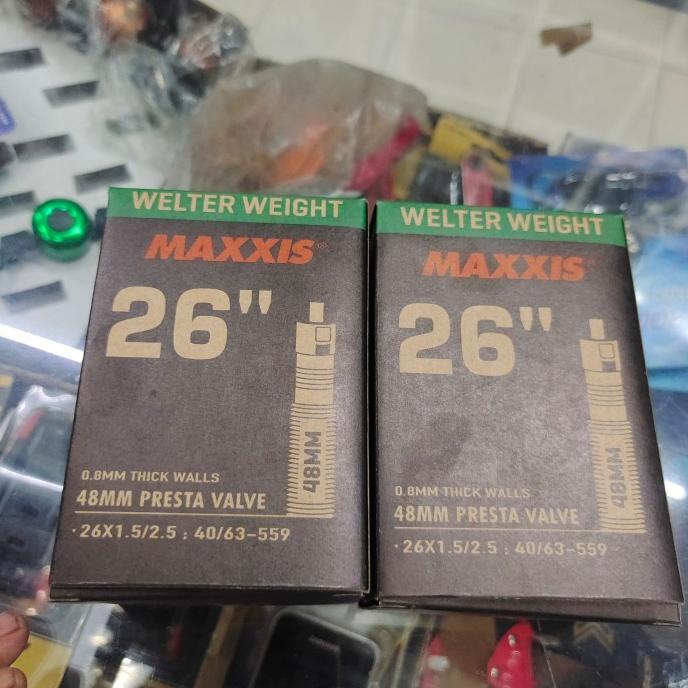 WELTER WEIGHT
MAXXIS®
26"
48MM
0.8MM THICK WALLS
48MM PRESTA VALVE
·26X1.5/2.5 ; 40/63-559
WELTER WEIGHT
MAXXIS
26"
48MM
0.8MM THICK WALLS
48MM PRESTA VALVE
·26X1.5/2.5 ; 40/63-559